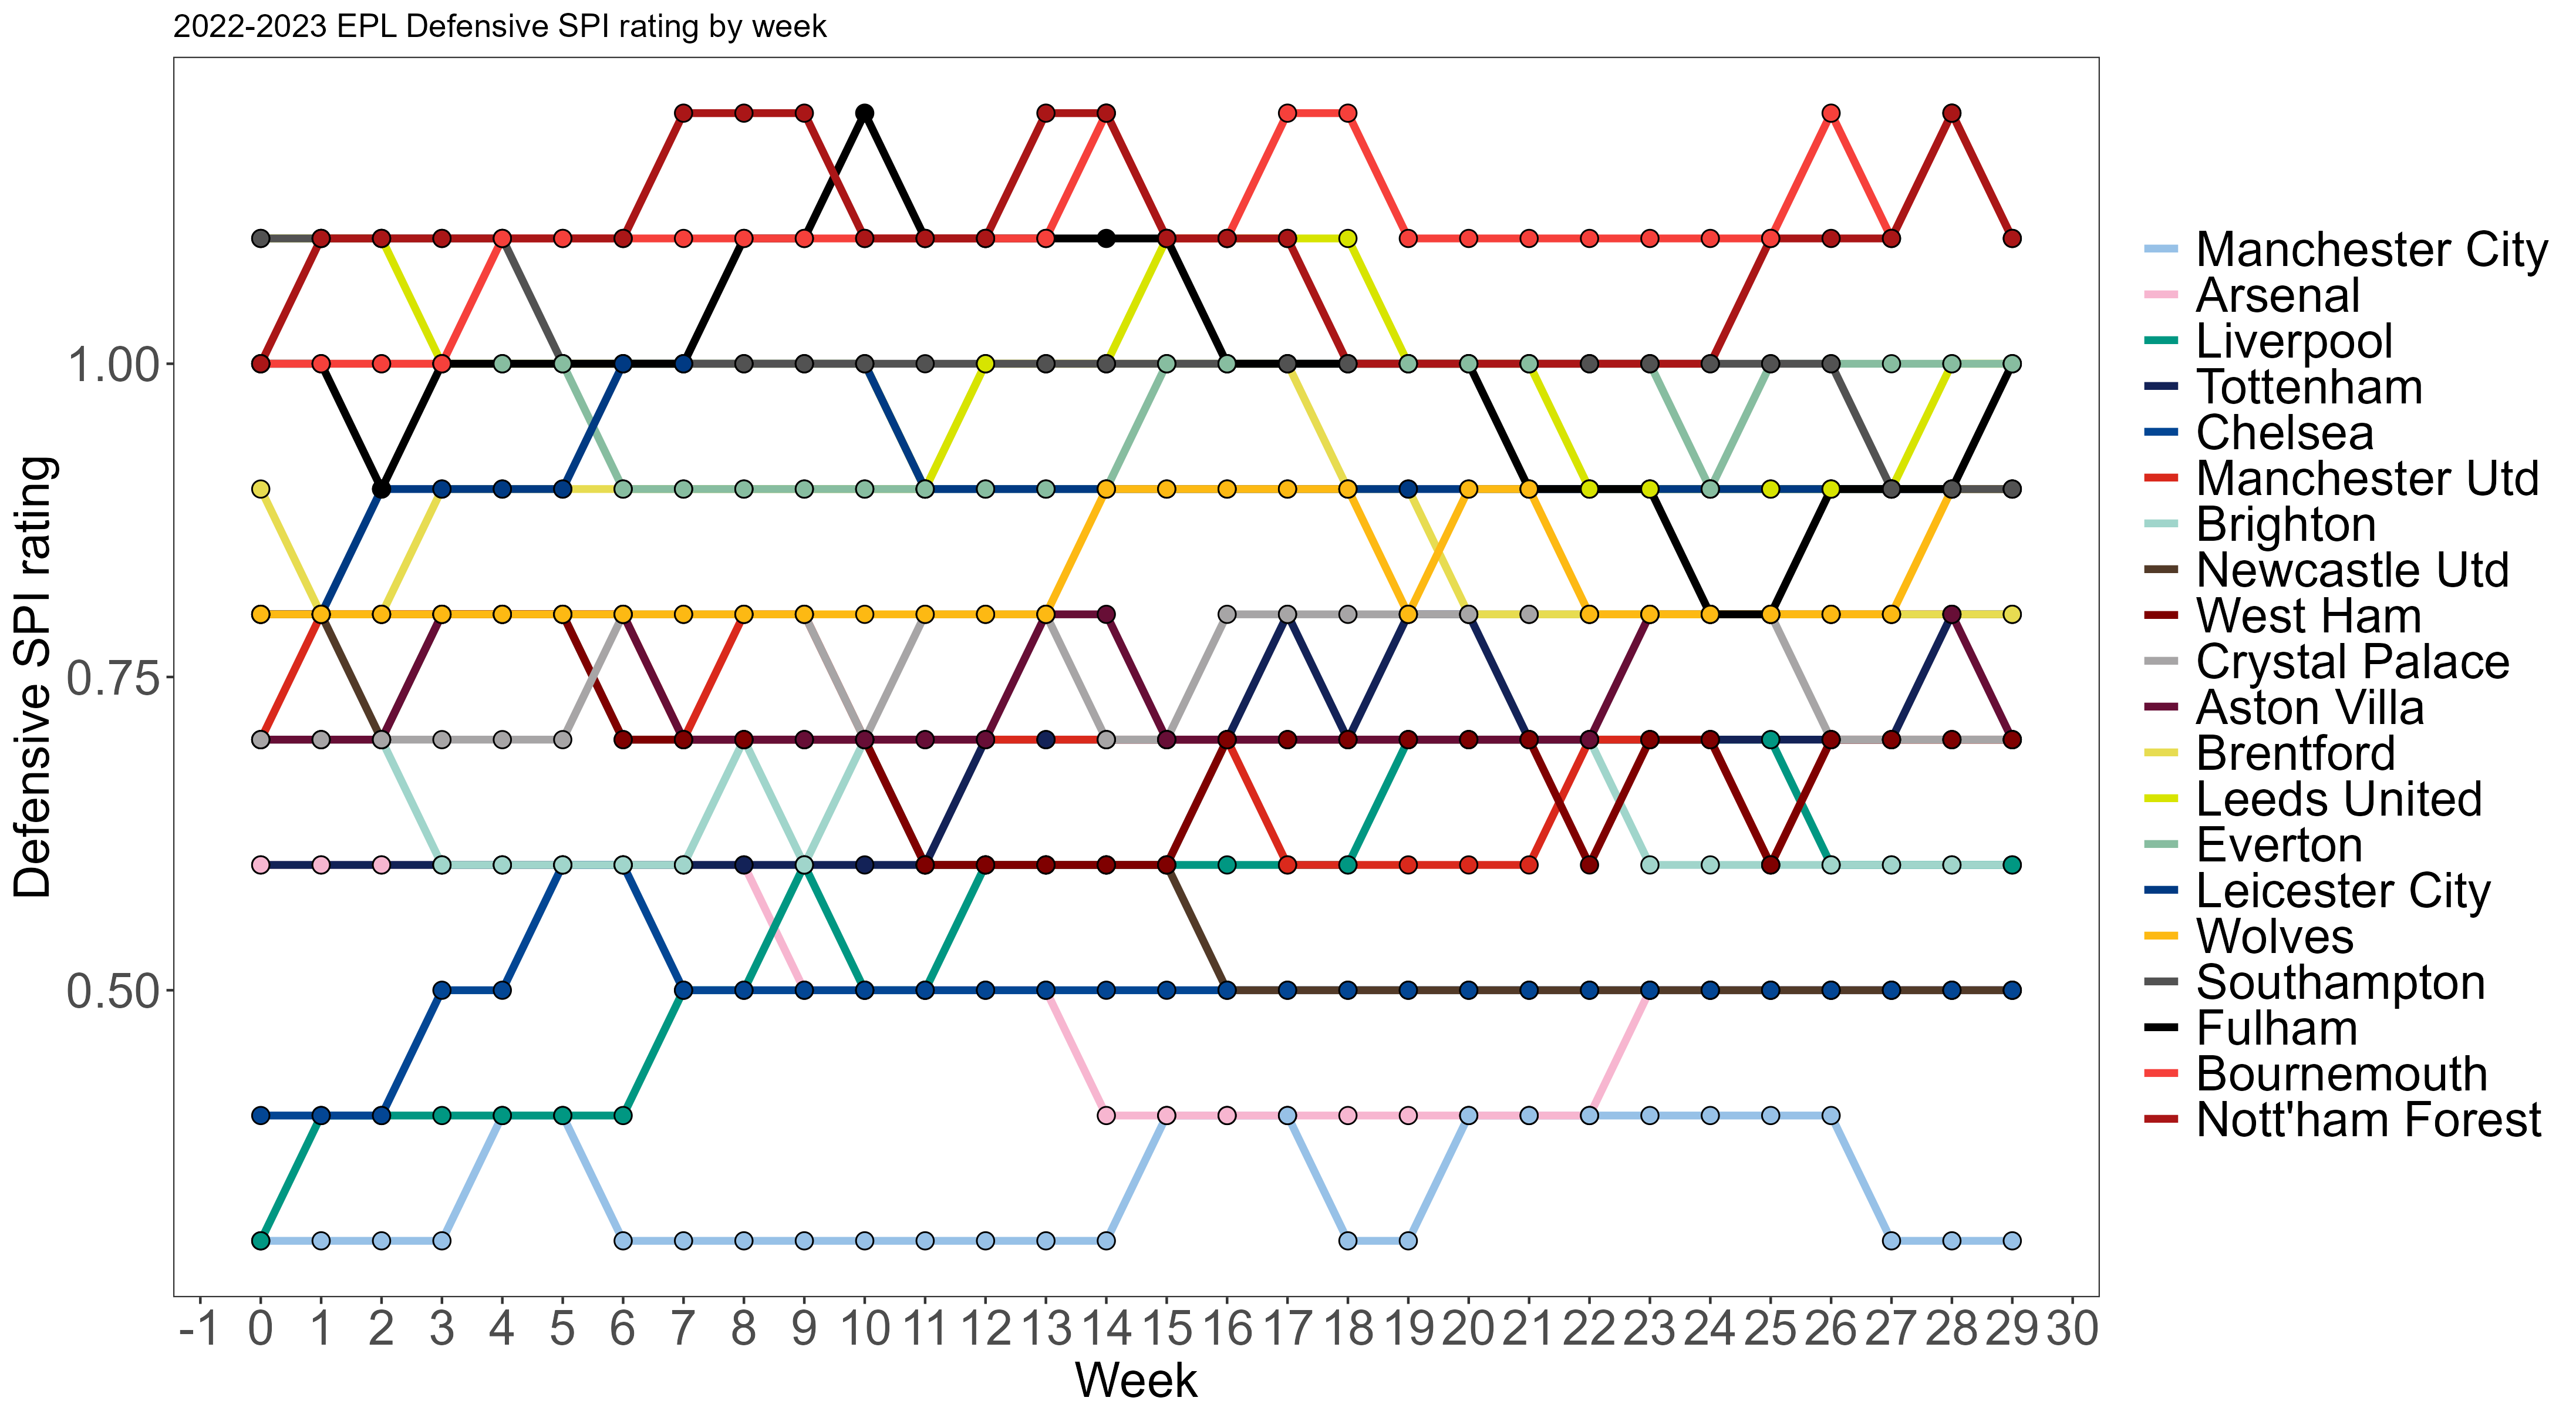 2022-2023 EPL Defensive SPI rating by week
Defensive SPI rating
1.00
0.75
0.50
-1 0 1 2 3 4 5 6 7 8 9 10 11 12 13 14 15 16 17 18 19 20 21 22 23 24 25 26 27 28 29 30
Week
Manchester City
Arsenal
Liverpool
Tottenham
Chelsea
Manchester Utd
Brighton
Newcastle Utd
West Ham
Crystal Palace
Aston Villa
Brentford
Leeds United
Everton
Leicester City
Wolves
Southampton
Fulham
Bournemouth
Nott'ham Forest